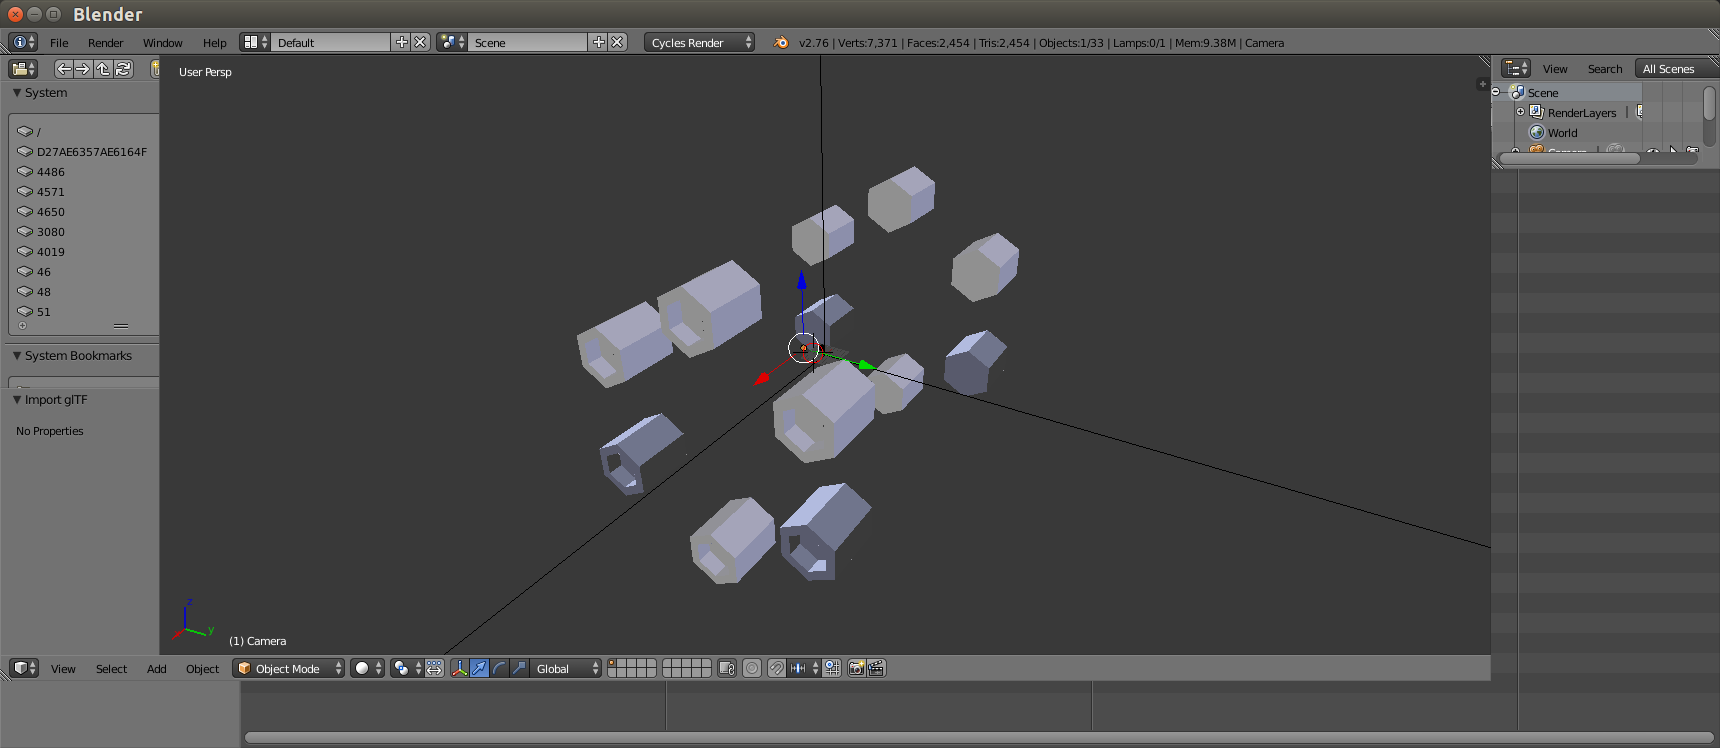 Blender
File Render Window Help Default Scene Cycles Render v2.76 | Verts:7,371 | Faces:2,454 | Tris:2,454 | Objects:1/33 | Lamps:0/1 | Mem:9.38M | Camera
System
/
D27AE6357AE6164F
4486
4571
4650
3080
4019
46
48
51
System Bookmarks
Import glTF
No Properties
User Persp
z
y
(1) Camera
View Search All Scenes
Scene
RenderLayers
World
Camera
View Select Add Object Object Mode Global